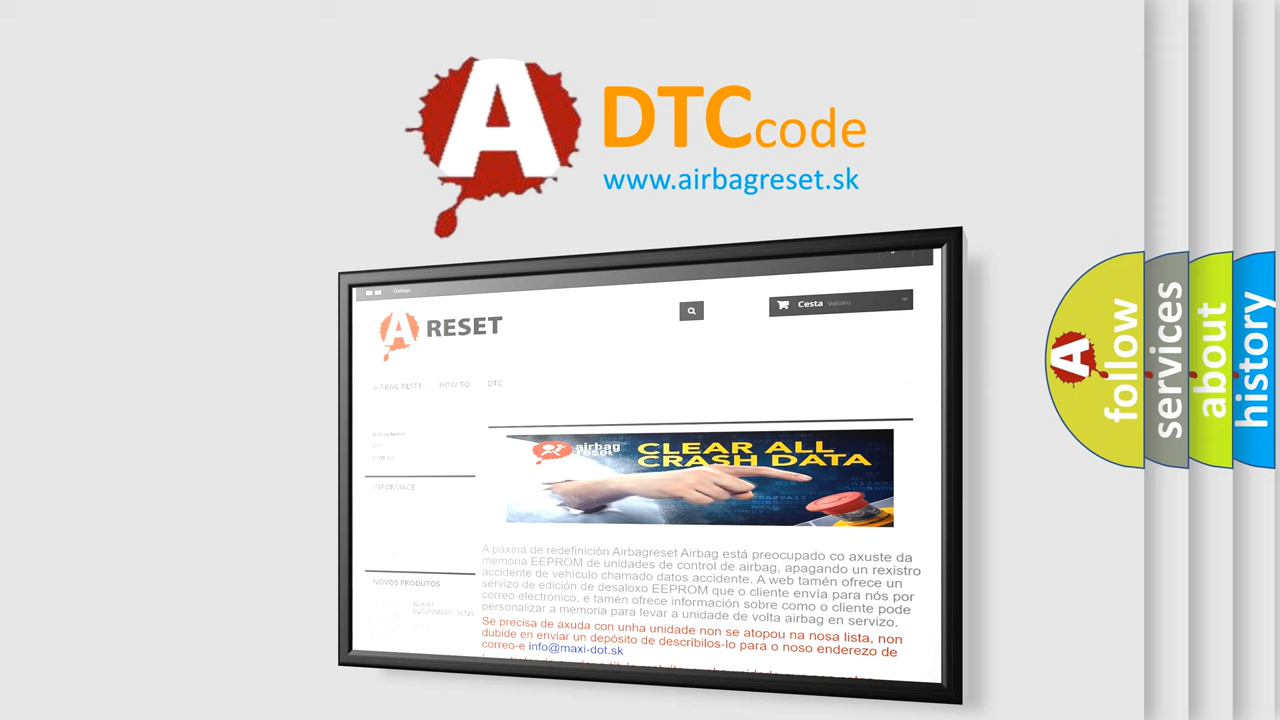 A
DTCcode
www.airbagreset.sk
Galego
A RESET
Cesta Valeiro
AIRBAG RESET HOW TO DTC
INFORMACE
NOVOS PRODUTOS
airbag
reset
CLEAR ALL
CRASH DATA
A páxina de redefinición Airbagreset Airbag está preocupado co axuste da
memoria EEPROM de unidades de control de airbag, apagando un rexistro
accidente de vehículo chamado datos accidente. A web tamén ofrece un
servizo de edición de desaloxo EEPROM que o cliente envía para nós por
correo electrónico, e tamén ofrece información sobre como o cliente pode
personalizar a memoria para levar a unidade de volta airbag en servizo.
Se precisa de axuda con unha unidade non se atopou na nosa lista, non
dubide en enviar un depósito de describilos-lo para o noso enderezo de
correo-e info@maxi-dot.sk
A
follow
services
about
history